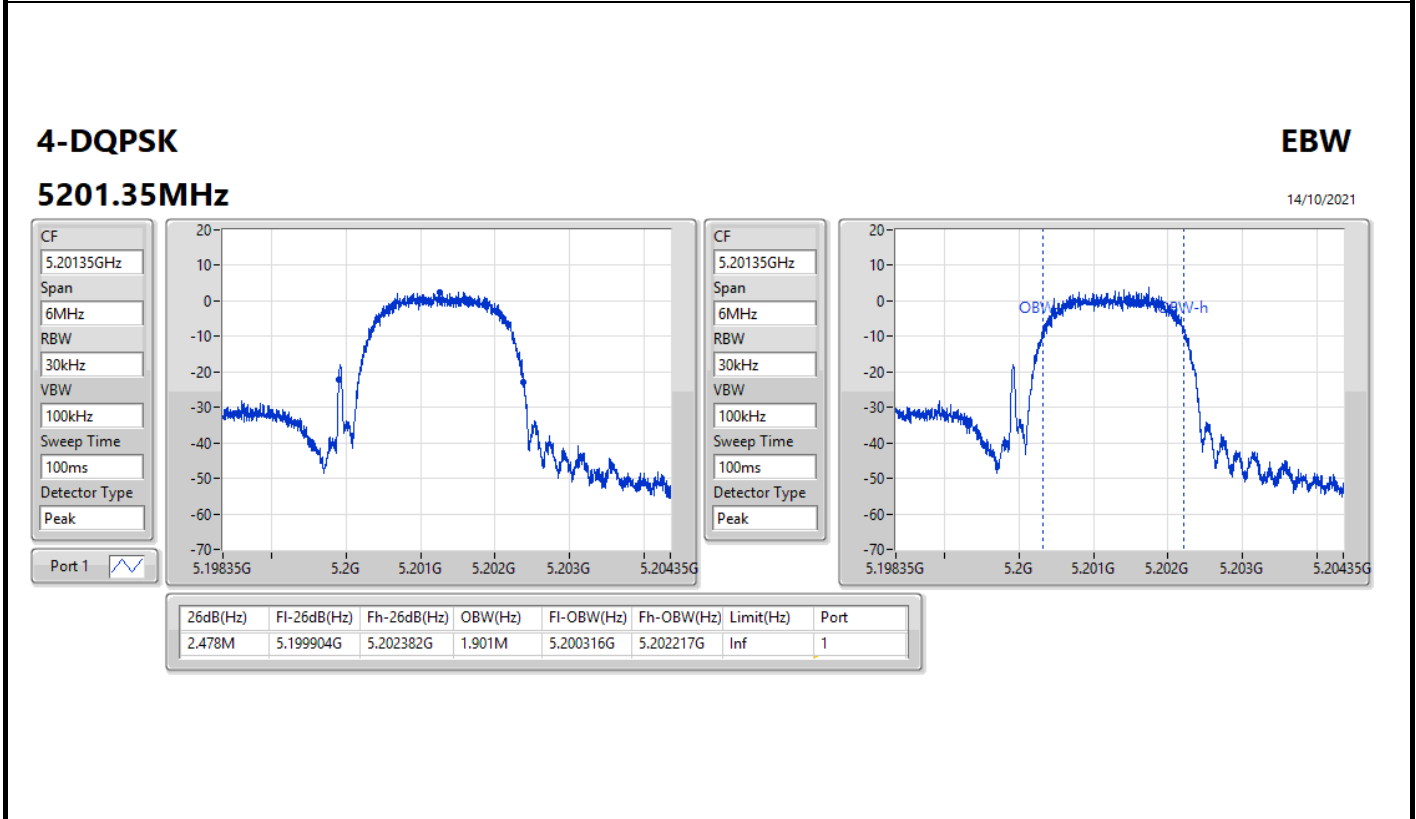 4-DQPSK
EBW
5201.35MHz
14/10/2021
CF
5.20135GHz
Span
6MHz
RBW
30kHz
VBW
100kHz
Sweep Time
100ms
Detector Type
Peak
Port 1
20
10
0
-10
-20
-30
-40
-50
-60
-70
5.19835G 5.2G 5.201G 5.202G 5.203G 5.20435G
CF
5.20135GHz
Span
6MHz
RBW
30kHz
VBW
100kHz
Sweep Time
100ms
Detector Type
Peak
20
10
0
-10
-20
-30
-40
-50
-60
-70
OBW OBW-h
5.19835G 5.2G 5.201G 5.202G 5.203G 5.20435G
26dB(Hz) Fl-26dB(Hz) Fh-26dB(Hz) OBW(Hz) Fl-OBW(Hz) Fh-OBW(Hz) Limit(Hz) Port
2.478M 5.199904G 5.202382G 1.901M 5.200316G 5.202217G Inf 1